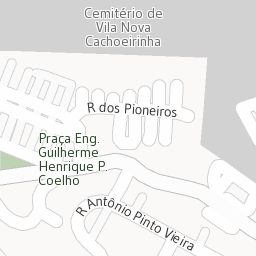 Cemitério de
Vila Nova
Cachoeirinha
R dos Pioneiros
Praça Eng.
Guilherme
Henrique P.
Coelho
R Antônio Pinto Vieira